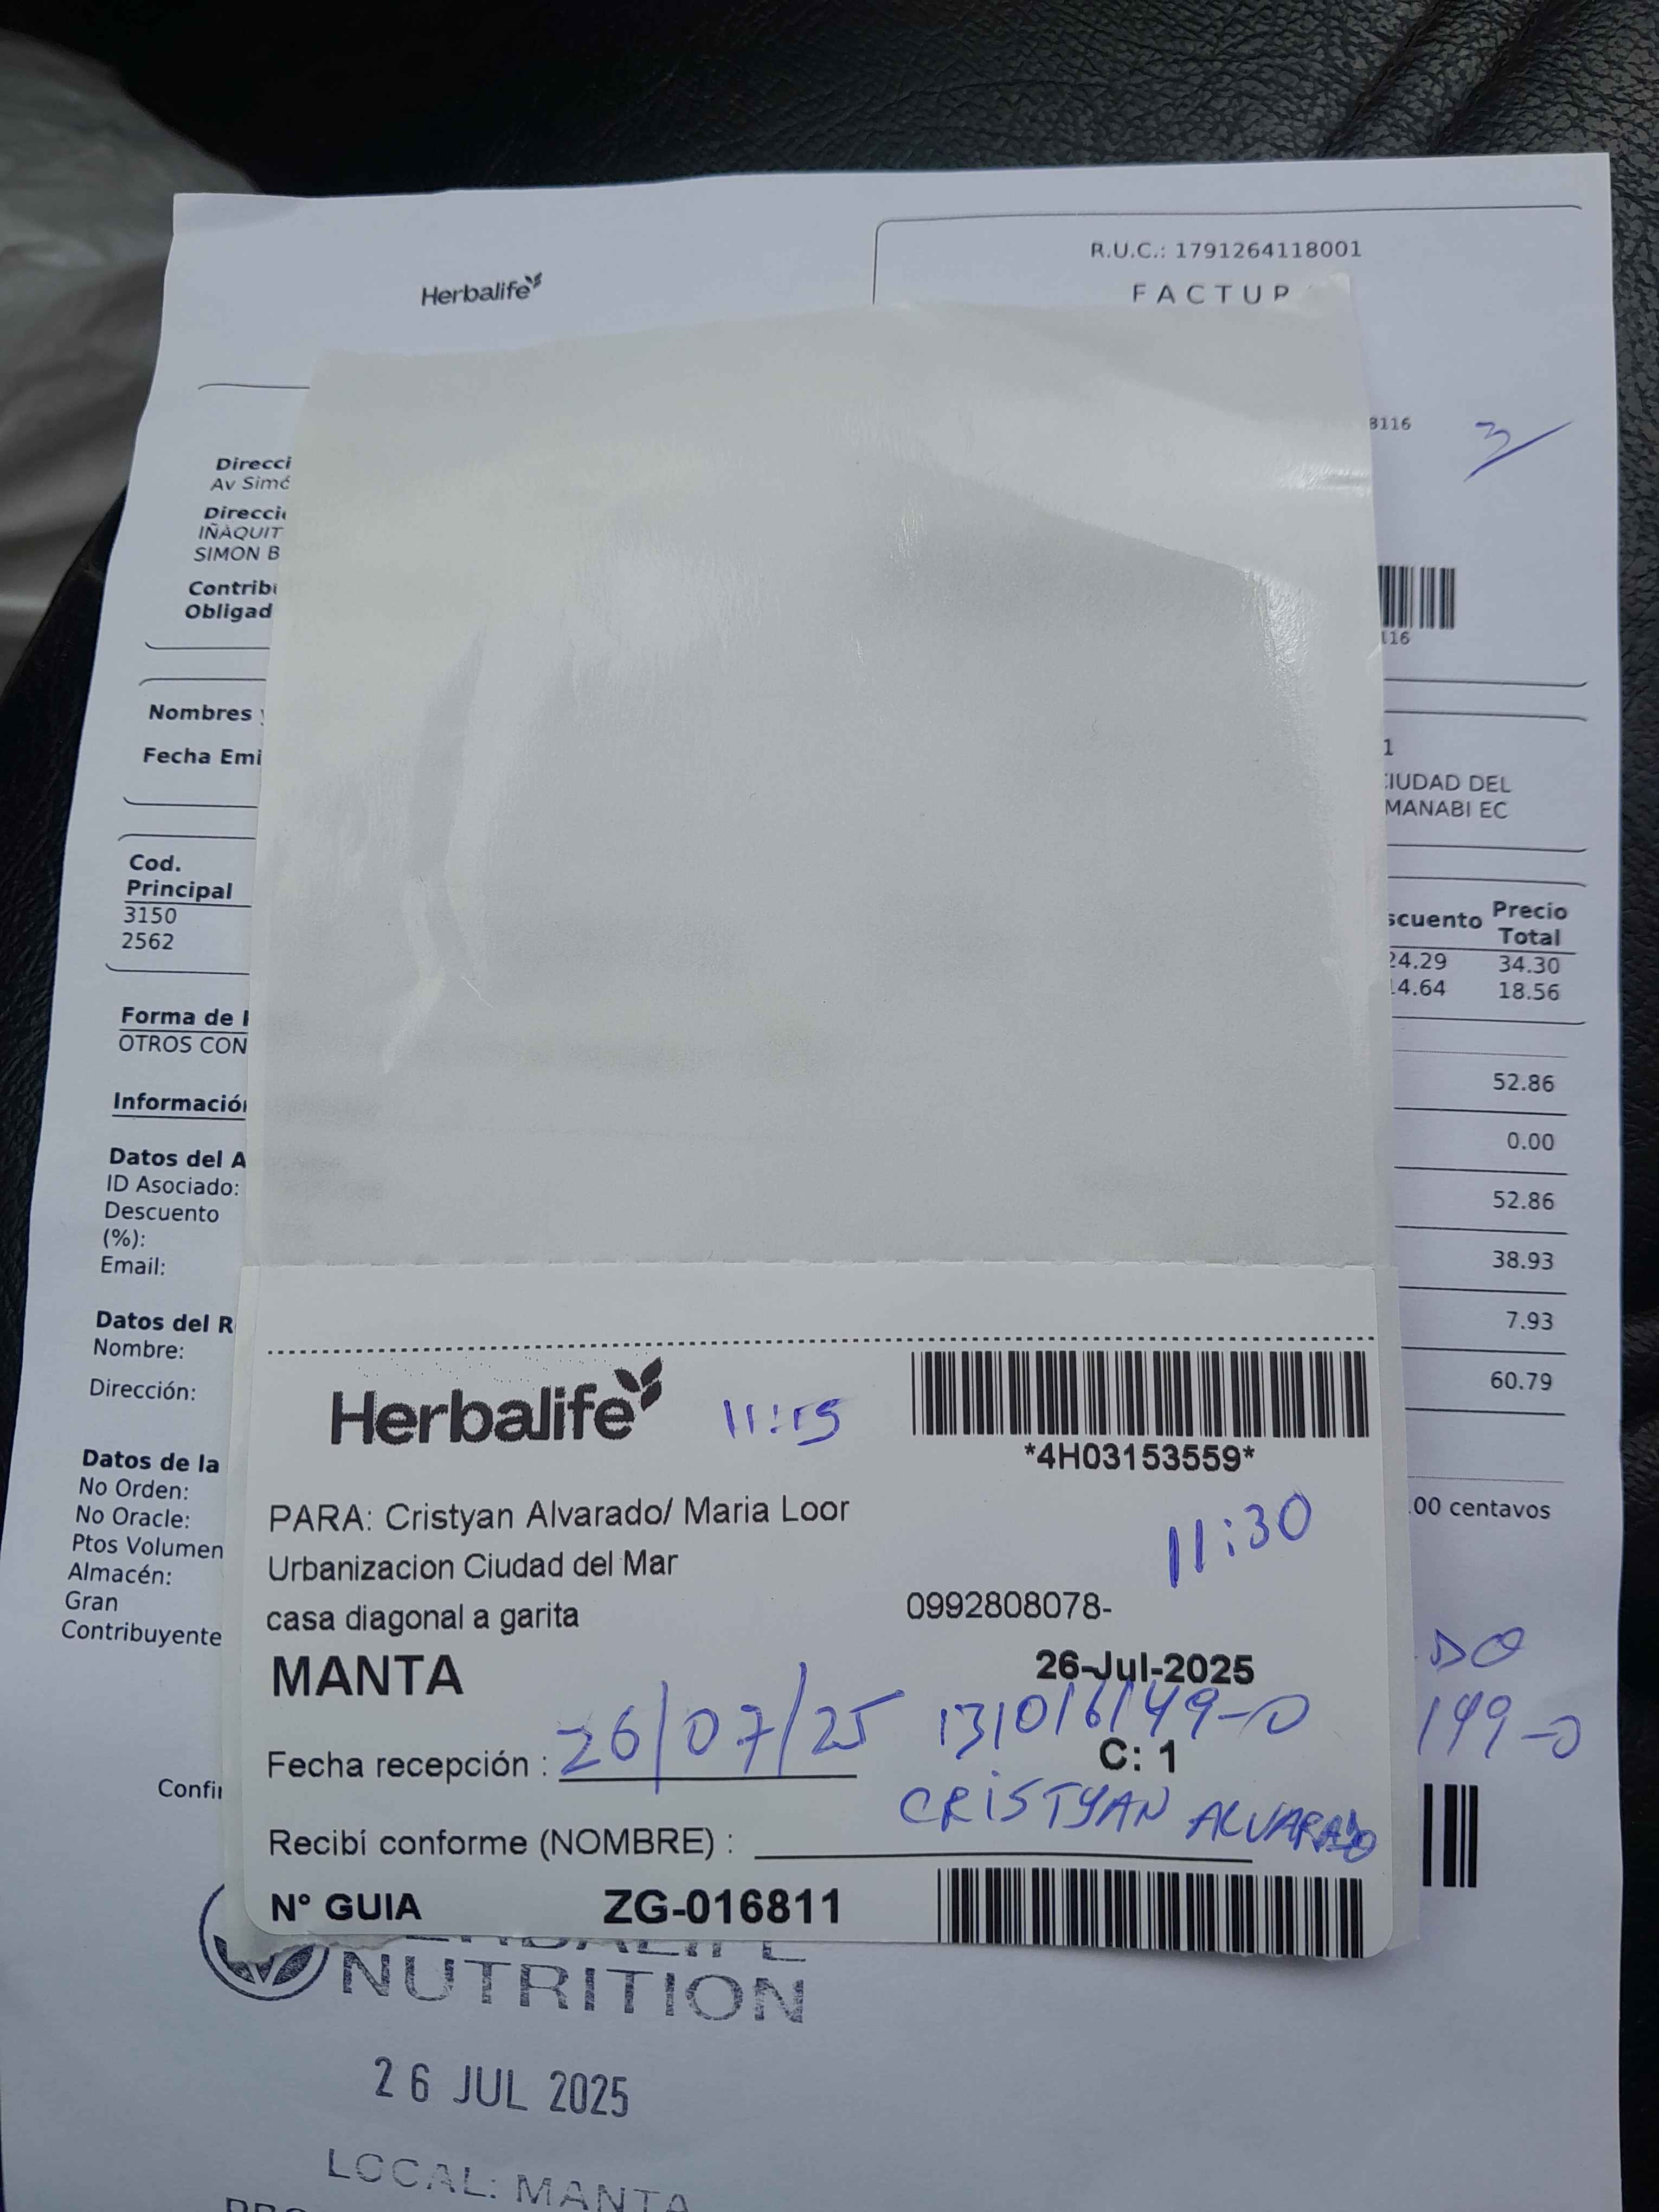 Herbalife
R.U.C.: 1791264118001
FACTUR
8116
3
Direcci
Av Simó
Direcci
IÑAQUIT
SIMON B
Contrib
Obligad
116
Nombres
Fecha Emi
1
CIUDAD DEL
MANABI EC
Cod.
Principal
scuento
Precio
Total
3150
24.29 34.30
2562
14.64 18.56
Forma de
OTROS CON
52.86
Informació
0.00
Datos del A
ID Asociado:
52.86
Descuento
(%):
Email:
38.93
Datos del R
7.93
Nombre:
Dirección:
60.79
Herbalife
11:15
*4H03153559*
Datos de la
No Orden:
No Oracle:
Ptos Volumen
Almacén:
Gran
Contribuyente
.00 centavos
PARA: Cristyan Alvarado/ Maria Loor
11:30
Urbanizacion Ciudad del Mar
casa diagonal a garita
0992808078-
DO
MANTA
26-Jul-2025
Fecha recepción : 26/07/25
131016149-0
149-0
C: 1
Confir
CRISTYAN ALVARADO
Recibí conforme (NOMBRE) :
N° GUIA ZG-016811
HERBALIFE
NUTRITION
26 JUL 2025
LOCAL: MANTA